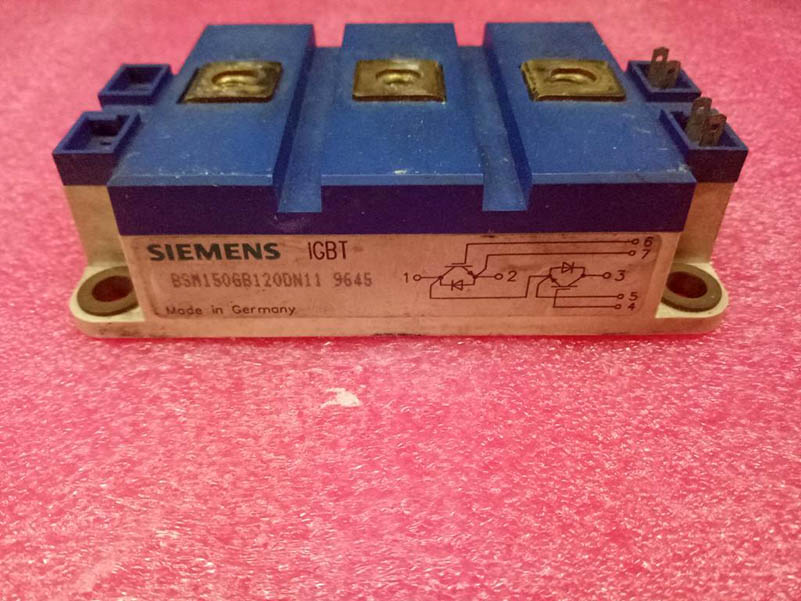 SIEMENS IGBT
BSM150GB120DN11 9645
Made in Germany
6
7
1 2 3
5
4